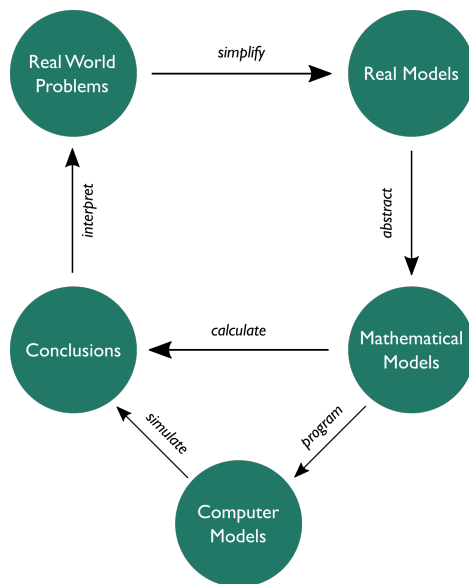 Real World
Problems
simplify
Real Models
interpret
abstract
Conclusions
calculate
Mathematical
Models
simulate
program
Computer
Models